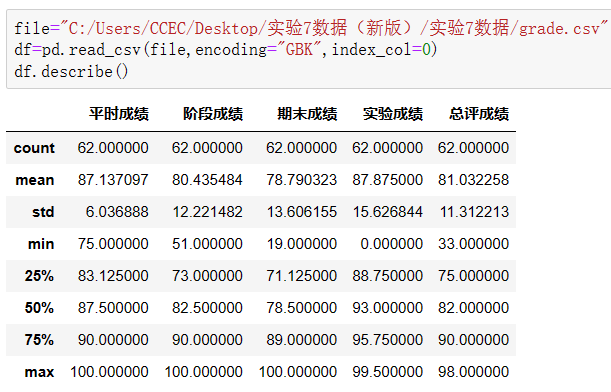 file="C:/Users/CCEC/Desktop/实验7数据（新版）/实验7数据/grade.csv"
df=pd.read_csv(file,encoding="GBK",index_col=0)
df.describe()
平时成绩 阶段成绩 期末成绩 实验成绩 总评成绩
count 62.000000 62.000000 62.000000 62.000000 62.000000
mean 87.137097 80.435484 78.790323 87.875000 81.032258
std 6.036888 12.221482 13.606155 15.626844 11.312213
min 75.000000 51.000000 19.000000 0.000000 33.000000
25% 83.125000 73.000000 71.125000 88.750000 75.000000
50% 87.500000 82.500000 78.500000 93.000000 82.000000
75% 90.000000 90.000000 89.000000 95.750000 90.000000
max 100.000000 100.000000 100.000000 99.500000 98.000000